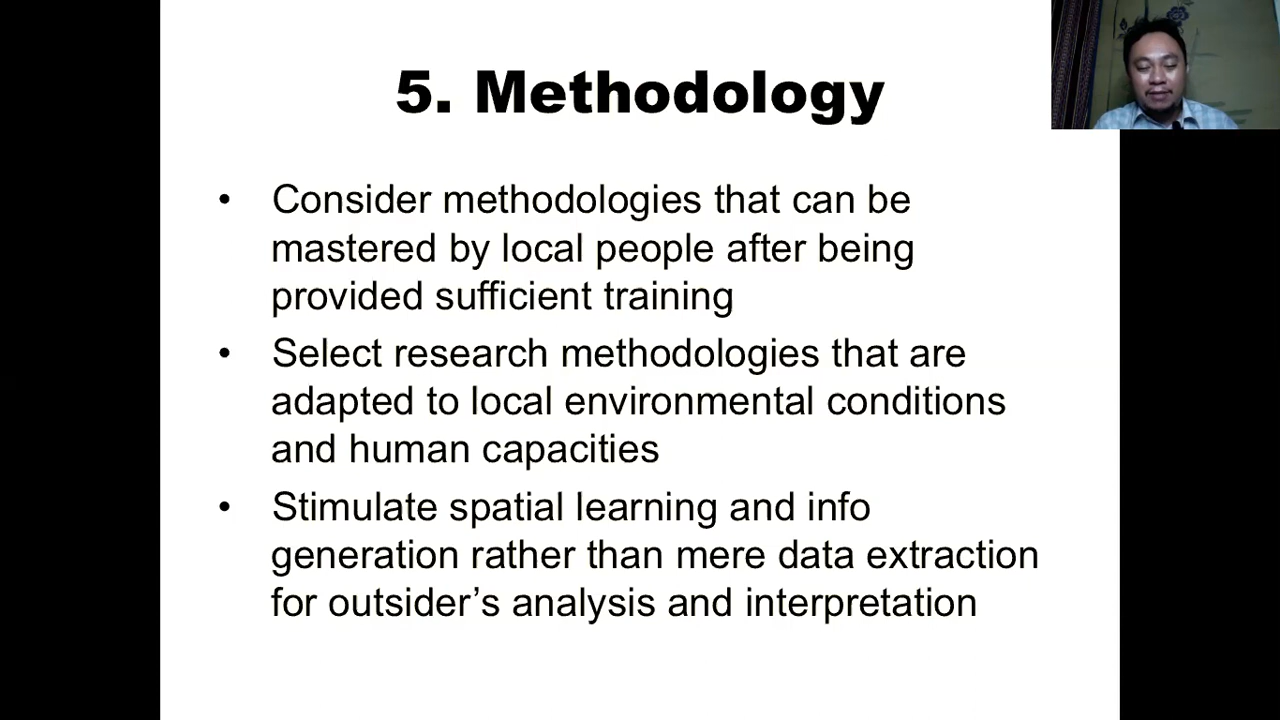 5. Methodology
• Consider methodologies that can be
mastered by local people after being
provided sufficient training
• Select research methodologies that are
adapted to local environmental conditions
and human capacities
• Stimulate spatial learning and info
generation rather than mere data extraction
for outsider’s analysis and interpretation